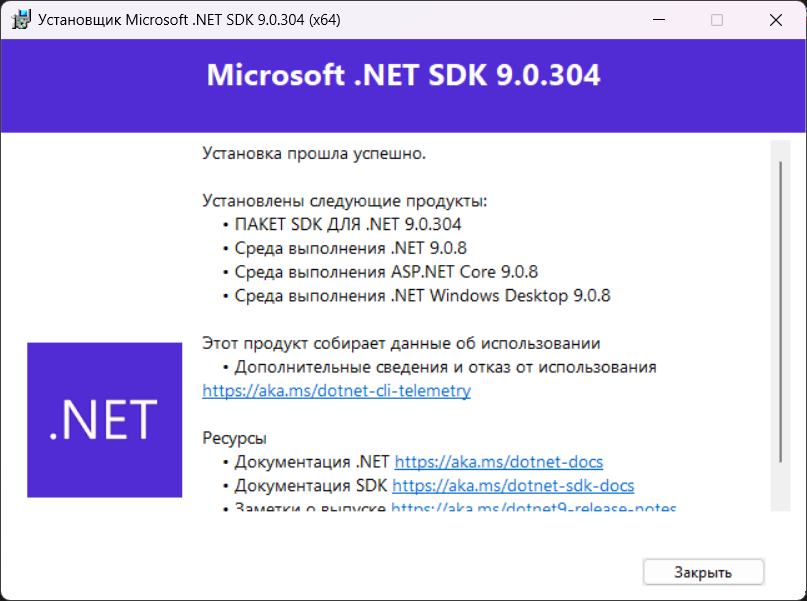 Установщик Microsoft .NET SDK 9.0.304 (x64)
Microsoft .NET SDK 9.0.304
Установка прошла успешно.
Установлены следующие продукты:
• ПАКЕТ SDK ДЛЯ .NET 9.0.304
• Среда выполнения .NET 9.0.8
• Среда выполнения ASP.NET Core 9.0.8
• Среда выполнения .NET Windows Desktop 9.0.8
Этот продукт собирает данные об использовании
• Дополнительные сведения и отказ от использования
https://aka.ms/dotnet-cli-telemetry
.NET
Ресурсы
• Документация .NET https://aka.ms/dotnet-docs
• Документация SDK https://aka.ms/dotnet-sdk-docs
• Заметки о выпуске https://aka.ms/dotnet9-release-notes
Закрыть